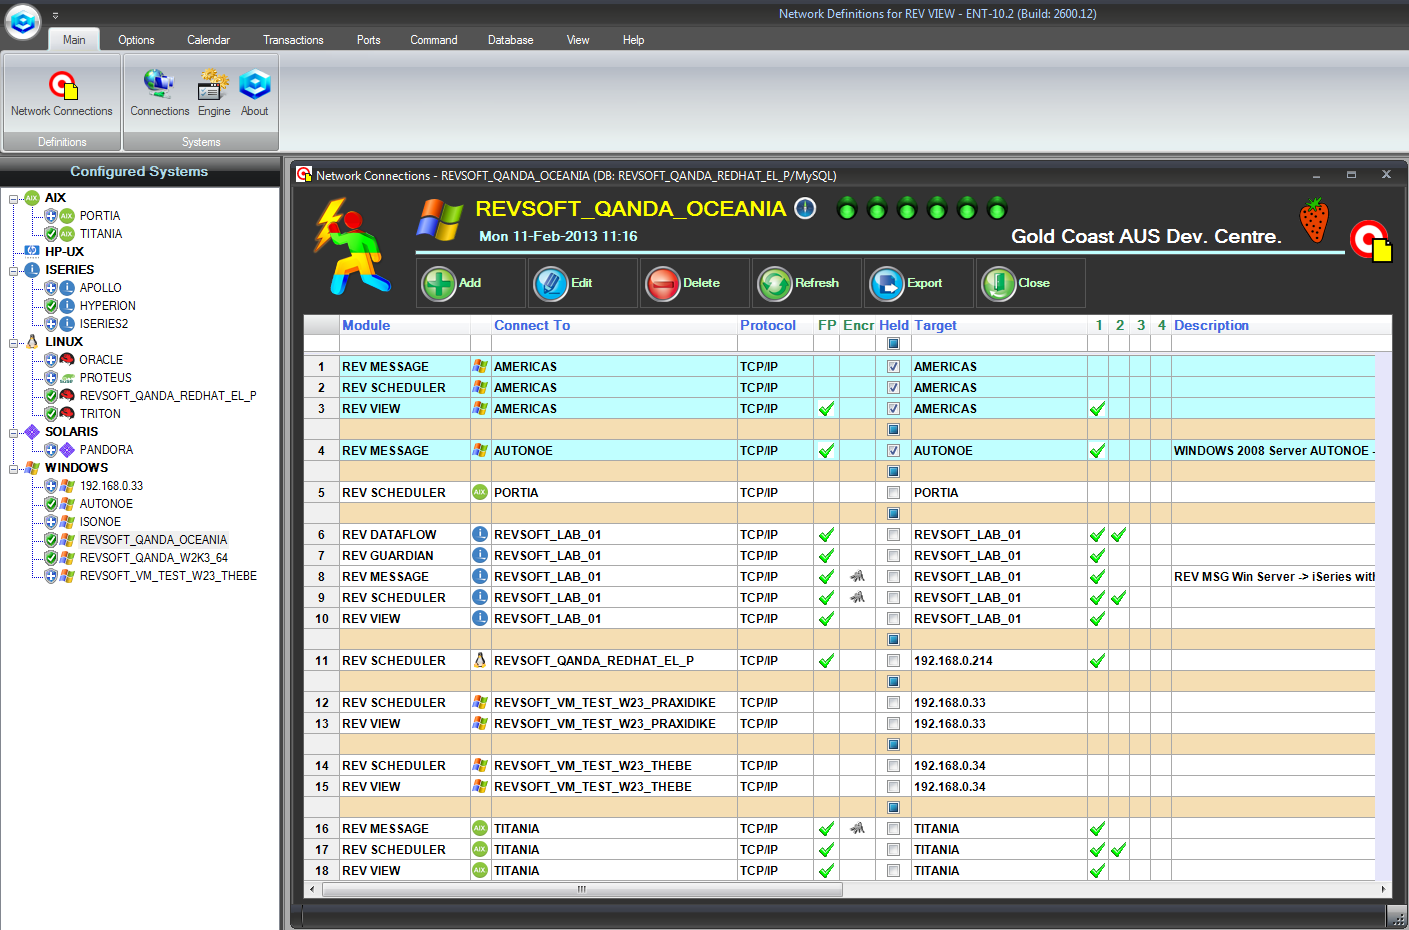 Network Definitions for REV VIEW - ENT-10.2 (Build: 2600.12)
Main Options Calendar Transactions Ports Command Database View Help
Network Connections Connections Engine About
Definitions Systems
Configured Systems
AIX
PORTIA
TITANIA
HP-UX
ISERIES
APOLLO
HYPERION
ISERIES2
LINUX
ORACLE
PROTEUS
REVSOFT_QANDA_REDHAT_EL_P
TRITON
SOLARIS
PANDORA
WINDOWS
192.168.0.33
AUTONOE
ISONOE
REVSOFT_QANDA_OCEANIA
REVSOFT_QANDA_W2K3_64
REVSOFT_VM_TEST_W23_THEBE
Network Connections - REVSOFT_QANDA_OCEANIA (DB: REVSOFT_QANDA_REDHAT_EL_P/MySQL)
REVSOFT_QANDA_OCEANIA
Mon 11-Feb-2013 11:16
Gold Coast AUS Dev. Centre.
Add Edit Delete Refresh Export Close
Module Connect To Protocol FP Encr Held Target 1 2 3 4 Description
1 REV MESSAGE AMERICAS TCP/IP AMERICAS
2 REV SCHEDULER AMERICAS TCP/IP AMERICAS
3 REV VIEW AMERICAS TCP/IP AMERICAS
4 REV MESSAGE AUTONOE TCP/IP AUTONOE WINDOWS 2008 Server AUTONOE -
5 REV SCHEDULER AIX PORTIA TCP/IP PORTIA
6 REV DATAFLOW REVSOFT_LAB_01 TCP/IP REVSOFT_LAB_01
7 REV GUARDIAN REVSOFT_LAB_01 TCP/IP REVSOFT_LAB_01
8 REV MESSAGE REVSOFT_LAB_01 TCP/IP REVSOFT_LAB_01 REV MSG Win Server -> iSeries with
9 REV SCHEDULER REVSOFT_LAB_01 TCP/IP REVSOFT_LAB_01
10 REV VIEW REVSOFT_LAB_01 TCP/IP REVSOFT_LAB_01
11 REV SCHEDULER REVSOFT_QANDA_REDHAT_EL_P TCP/IP 192.168.0.214
12 REV SCHEDULER REVSOFT_VM_TEST_W23_PRAXIDIKE TCP/IP 192.168.0.33
13 REV VIEW REVSOFT_VM_TEST_W23_PRAXIDIKE TCP/IP 192.168.0.33
14 REV SCHEDULER REVSOFT_VM_TEST_W23_THEBE TCP/IP 192.168.0.34
15 REV VIEW REVSOFT_VM_TEST_W23_THEBE TCP/IP 192.168.0.34
16 REV MESSAGE AIX TITANIA TCP/IP TITANIA
17 REV SCHEDULER AIX TITANIA TCP/IP TITANIA
18 REV VIEW AIX TITANIA TCP/IP TITANIA